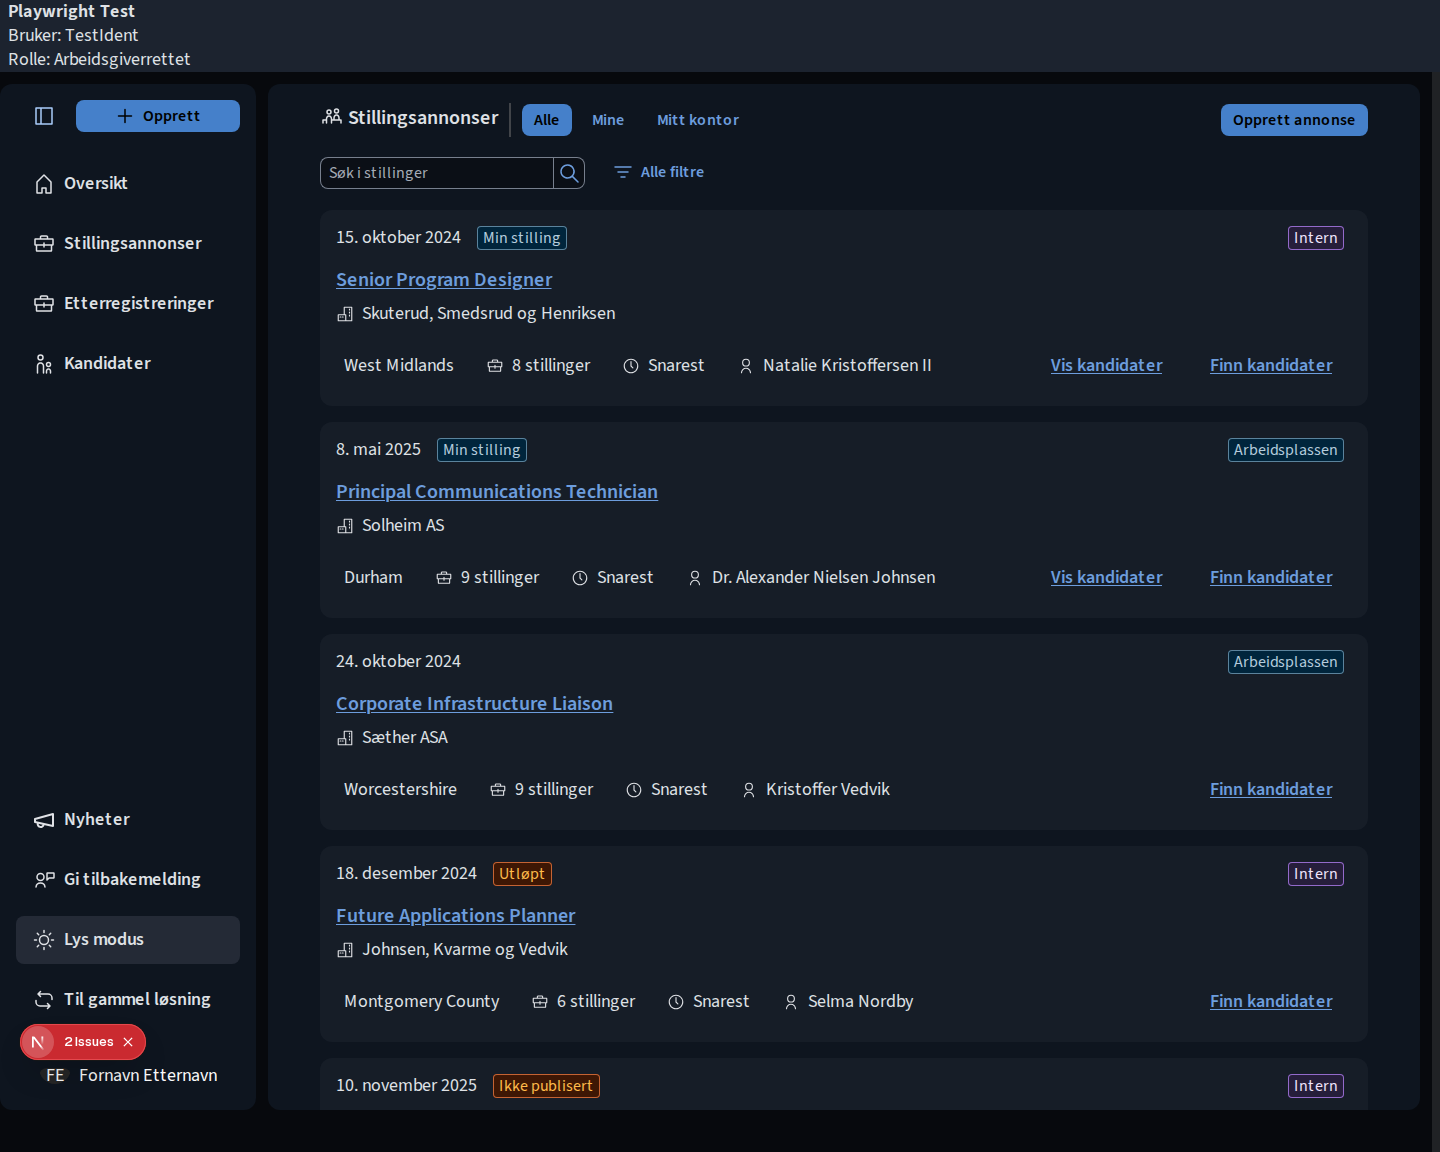 Playwright Test
Bruker: TestIdent
Rolle: Arbeidsgiverrettet
Opprett
Oversikt
Stillingsannonser
Etterregistreringer
Kandidater
Nyheter
Gi tilbakemelding
Lys modus
Til gammel løsning
2 Issues
FE Fornavn Etternavn
Stillingsannonser Alle Mine Mitt kontor Opprett annonse
Søk i stillinger Alle filtre
15. oktober 2024 Min stilling Intern
Senior Program Designer
Skuterud, Smedsrud og Henriksen
West Midlands 8 stillinger Snarest Natalie Kristoffersen II Vis kandidater Finn kandidater
8. mai 2025 Min stilling Arbeidsplassen
Principal Communications Technician
Solheim AS
Durham 9 stillinger Snarest Dr. Alexander Nielsen Johnsen Vis kandidater Finn kandidater
24. oktober 2024 Arbeidsplassen
Corporate Infrastructure Liaison
Sæther ASA
Worcestershire 9 stillinger Snarest Kristoffer Vedvik Finn kandidater
18. desember 2024 Utløpt Intern
Future Applications Planner
Johnsen, Kvarme og Vedvik
Montgomery County 6 stillinger Snarest Selma Nordby Finn kandidater
10. november 2025 Ikke publisert Intern